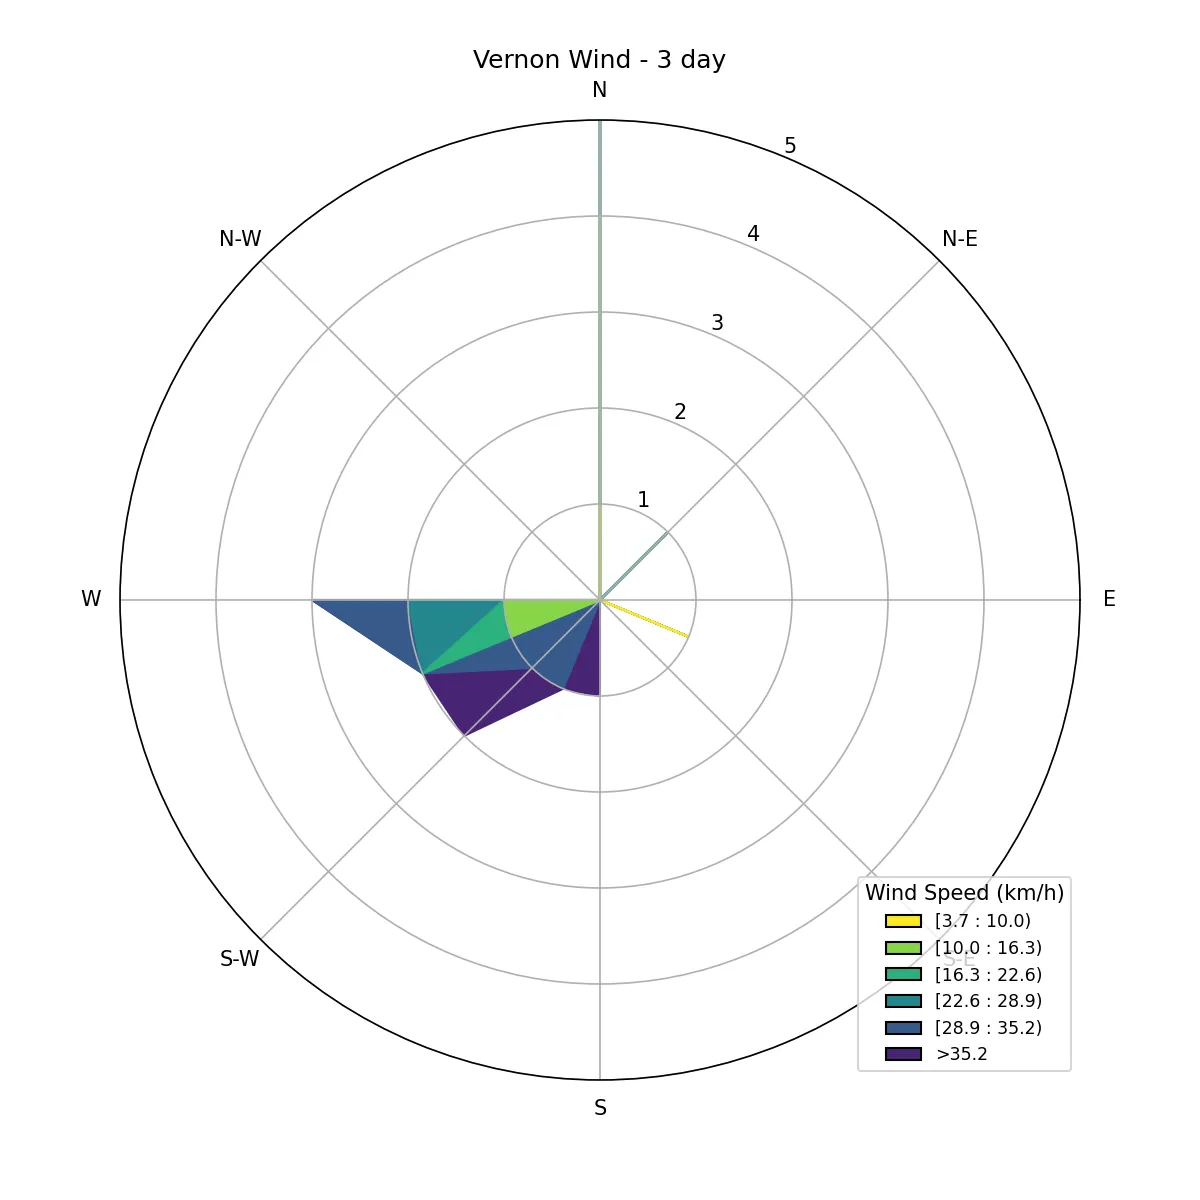 Vernon Wind - 3 day
N
5
N-W
N-E
4
3
2
1
W
E
S-W
S-E
S
Wind Speed (km/h)
[3.7 : 10.0)
[10.0 : 16.3)
[16.3 : 22.6)
[22.6 : 28.9)
[28.9 : 35.2)
>35.2